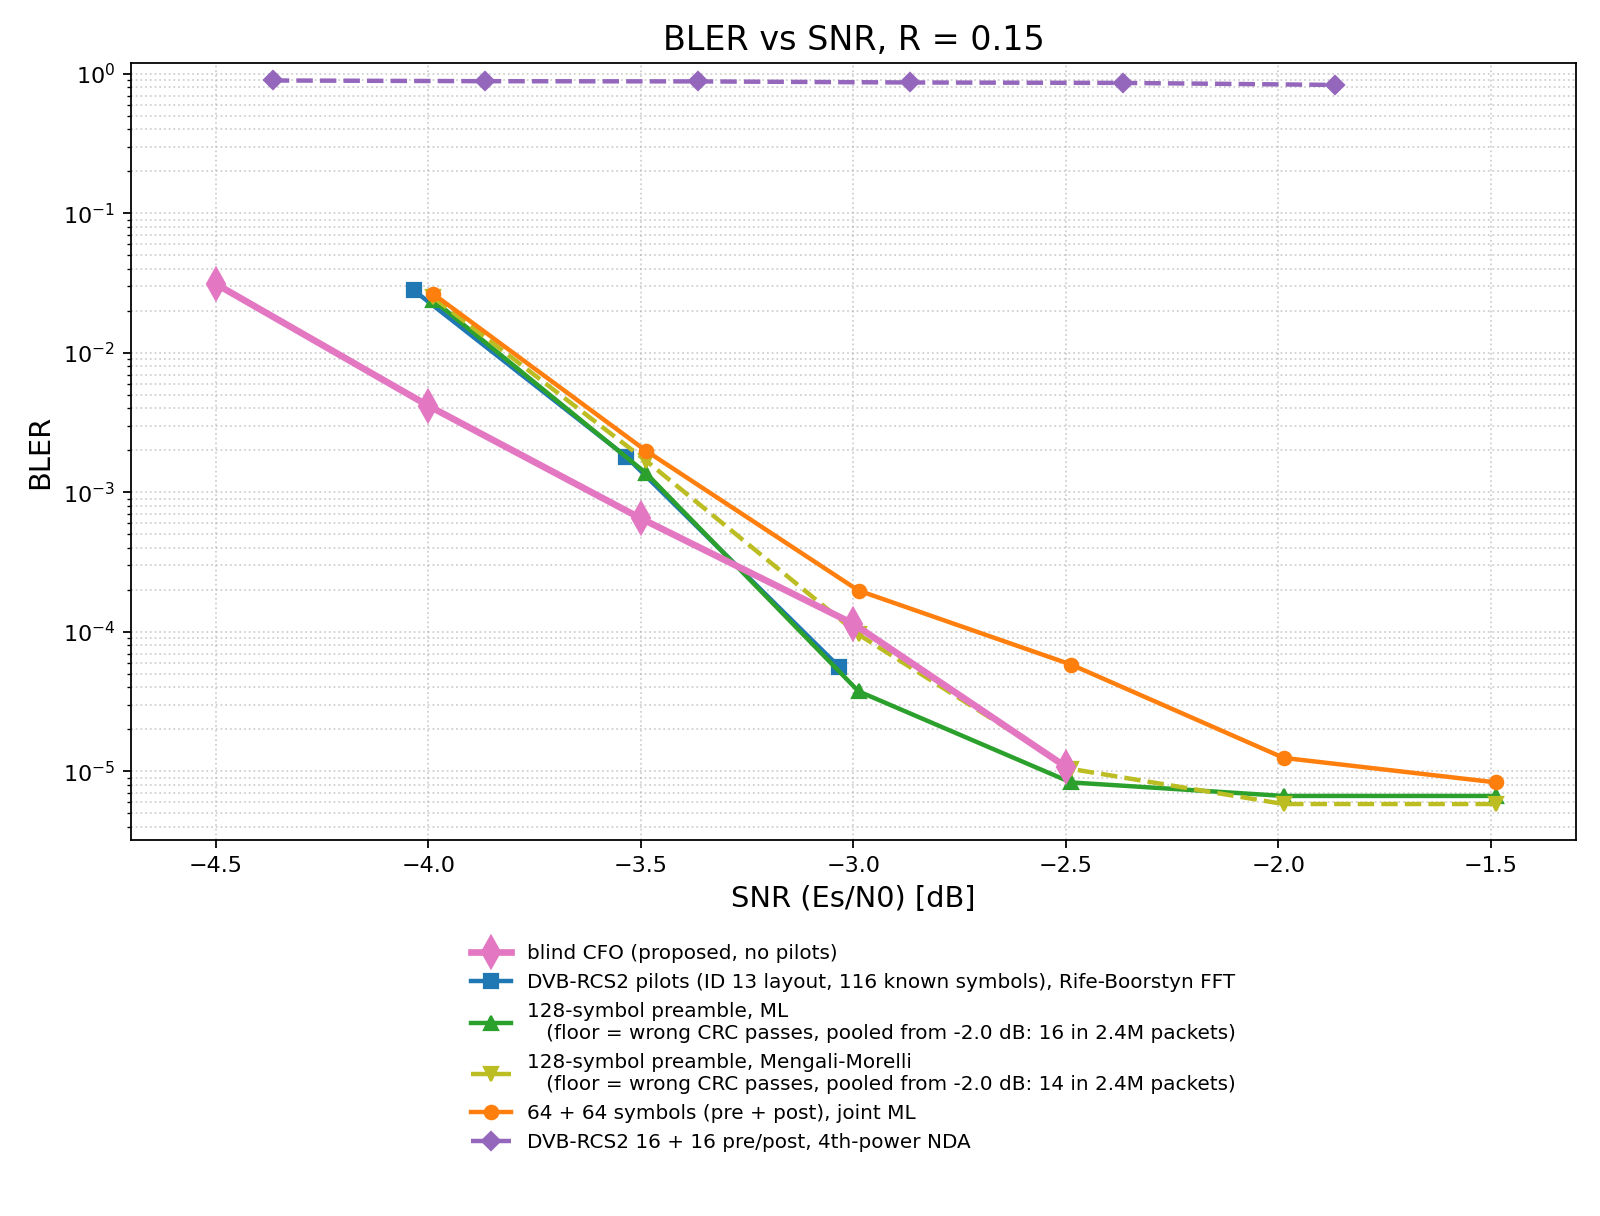 BLER vs SNR, R = 0.15
10⁰
10⁻¹
10⁻²
10⁻³
10⁻⁴
10⁻⁵
BLER
−4.5 −4.0 −3.5 −3.0 −2.5 −2.0 −1.5
SNR (Es/N0) [dB]
blind CFO (proposed, no pilots)
DVB-RCS2 pilots (ID 13 layout, 116 known symbols), Rife-Boorstyn FFT
128-symbol preamble, ML
(floor = wrong CRC passes, pooled from -2.0 dB: 16 in 2.4M packets)
128-symbol preamble, Mengali-Morelli
(floor = wrong CRC passes, pooled from -2.0 dB: 14 in 2.4M packets)
64 + 64 symbols (pre + post), joint ML
DVB-RCS2 16 + 16 pre/post, 4th-power NDA